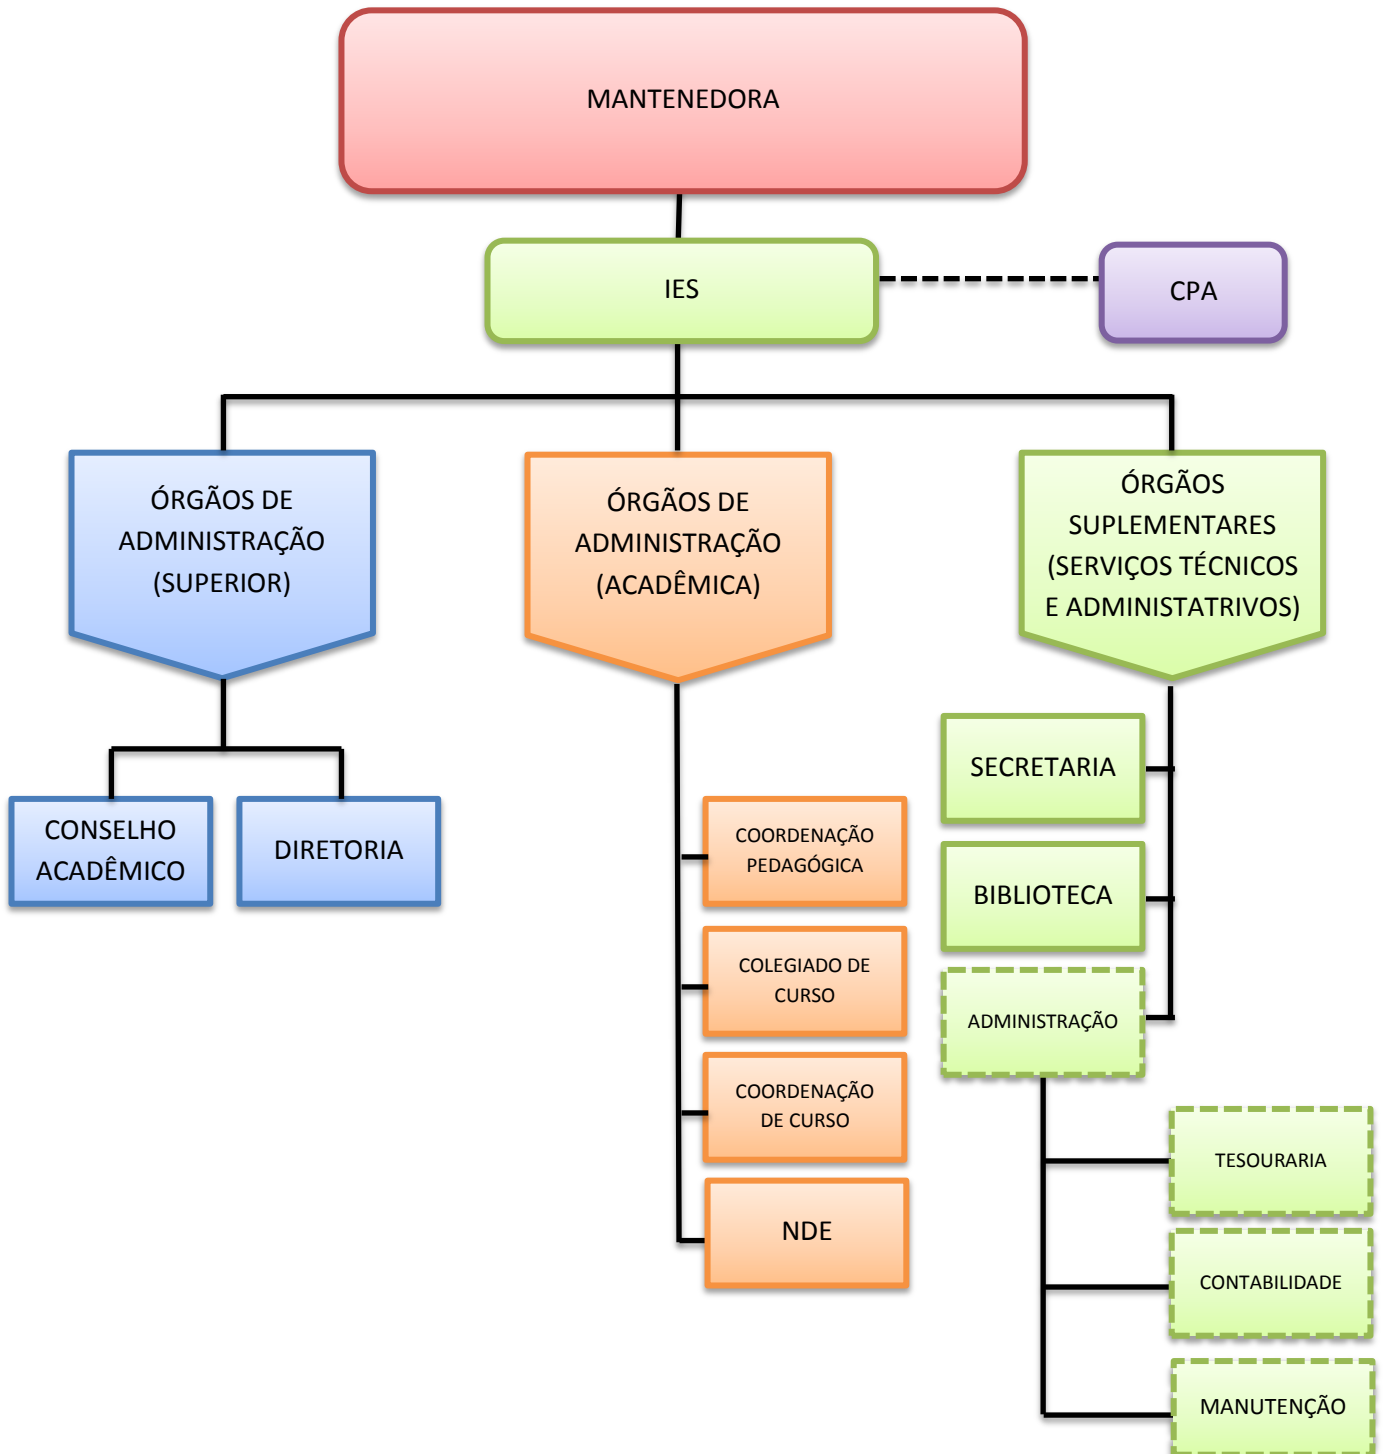 MANTENEDORA
IES
CPA
ÓRGÃOS DE
ADMINISTRAÇÃO
(SUPERIOR)
ÓRGÃOS DE
ADMINISTRAÇÃO
(ACADÊMICA)
ÓRGÃOS
SUPLEMENTARES
(SERVIÇOS TÉCNICOS
E ADMINISTATRIVOS)
CONSELHO
ACADÊMICO
DIRETORIA
COORDENAÇÃO
PEDAGÓGICA
COLEGIADO DE
CURSO
COORDENAÇÃO
DE CURSO
NDE
SECRETARIA
BIBLIOTECA
ADMINISTRAÇÃO
TESOURARIA
CONTABILIDADE
MANUTENÇÃO